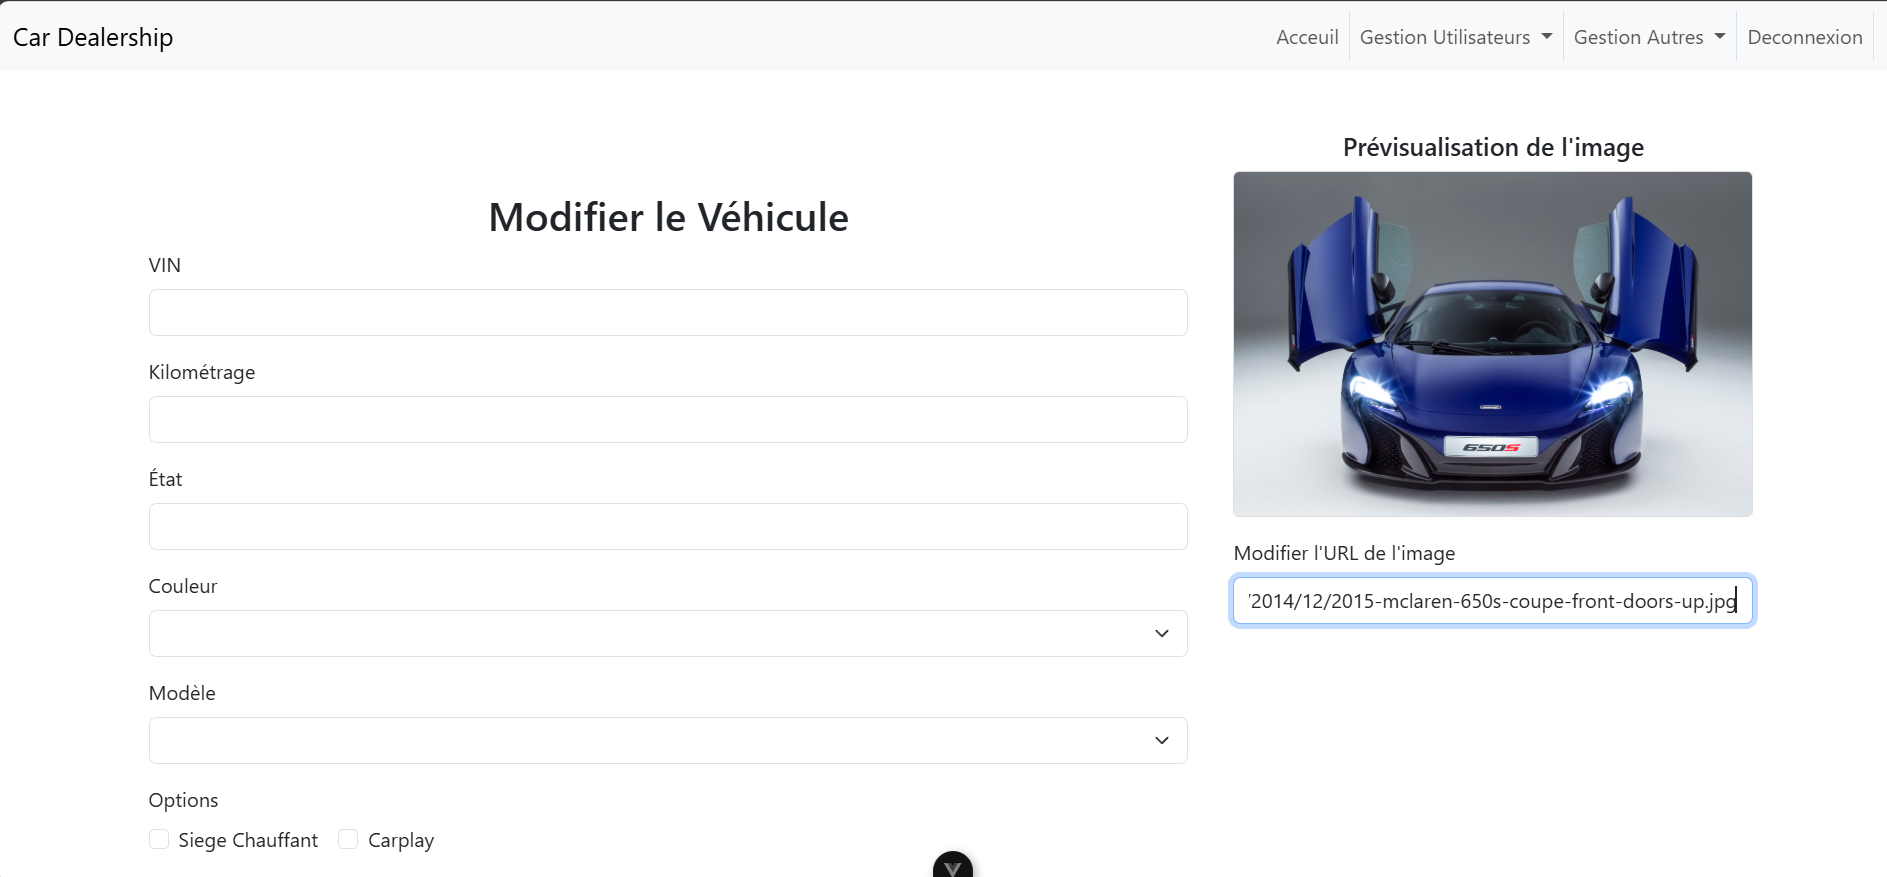 Car Dealership
Acceuil
Gestion Utilisateurs
Gestion Autres
Deconnexion
Modifier le Véhicule
VIN
Kilométrage
État
Couleur
Modèle
Options
Siege Chauffant
Carplay
Prévisualisation de l'image
650S
Modifier l'URL de l'image
/2014/12/2015-mclaren-650s-coupe-front-doors-up.jpg